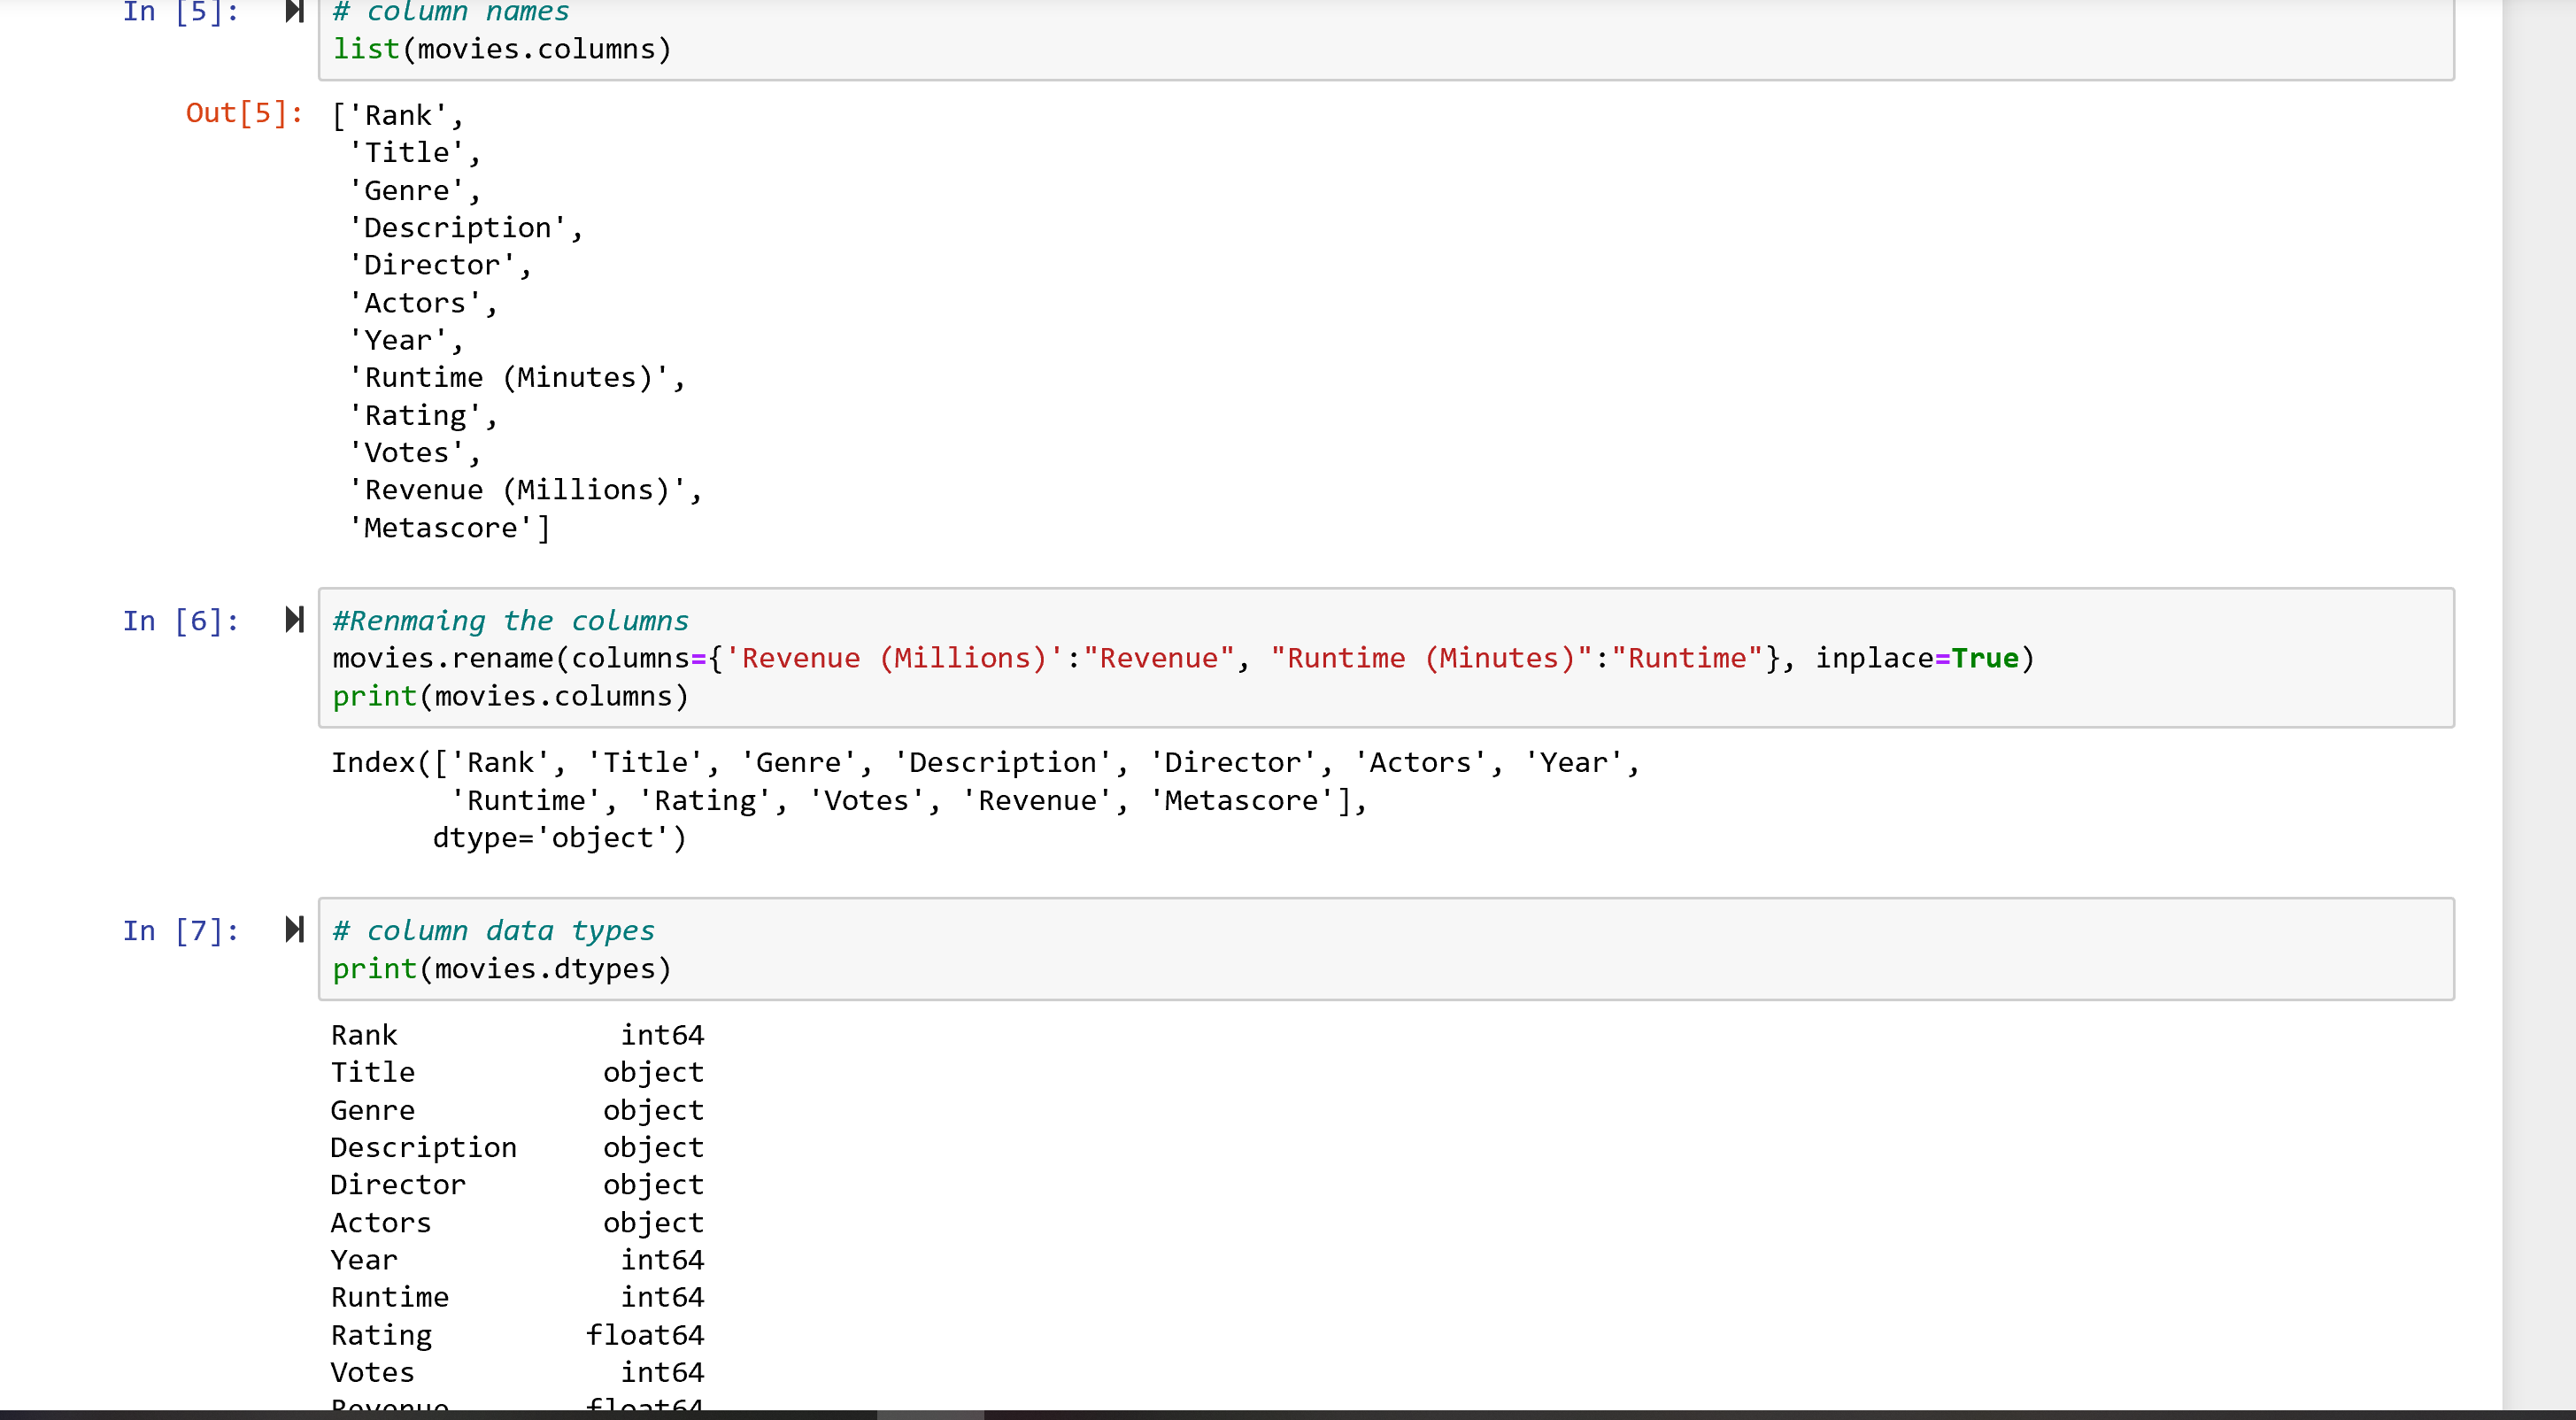 In [5]:
# column names
list(movies.columns)
Out[5]:
['Rank',
 'Title',
 'Genre',
 'Description',
 'Director',
 'Actors',
 'Year',
 'Runtime (Minutes)',
 'Rating',
 'Votes',
 'Revenue (Millions)',
 'Metascore']
In [6]:
#Renmaing the columns
movies.rename(columns={'Revenue (Millions)':"Revenue", "Runtime (Minutes)":"Runtime"}, inplace=True)
print(movies.columns)
Index(['Rank', 'Title', 'Genre', 'Description', 'Director', 'Actors', 'Year',
       'Runtime', 'Rating', 'Votes', 'Revenue', 'Metascore'],
      dtype='object')
In [7]:
# column data types
print(movies.dtypes)
Rank             int64
Title           object
Genre           object
Description     object
Director        object
Actors          object
Year             int64
Runtime          int64
Rating         float64
Votes            int64
Revenue        float64